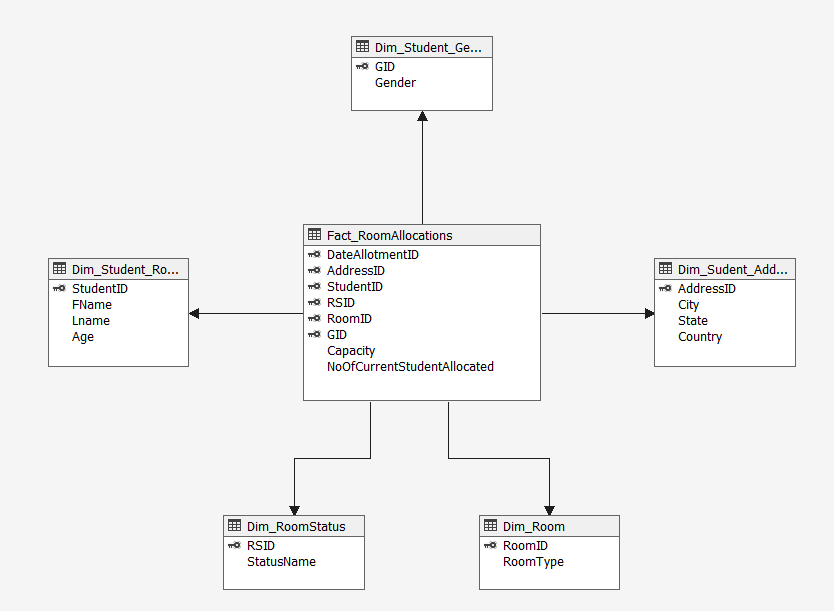 Dim_Student_Ge...
GID
Gender
Fact_RoomAllocations
DateAllotmentID
AddressID
StudentID
RSID
RoomID
GID
Capacity
NoOfCurrentStudentAllocated
Dim_Student_Ro...
StudentID
FName
Lname
Age
Dim_Sudent_Add...
AddressID
City
State
Country
Dim_RoomStatus
RSID
StatusName
Dim_Room
RoomID
RoomType